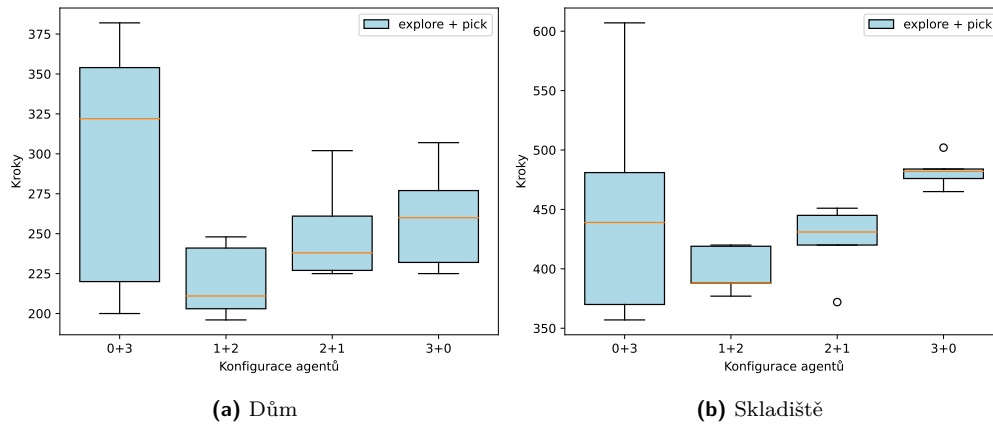 375
350
325
300
275
250
225
200
Kroky
explore + pick
0+3
1+2
2+1
3+0
Konfigurace agentů
(a) Dům
600
550
500
450
400
350
Kroky
explore + pick
0+3
1+2
2+1
3+0
Konfigurace agentů
(b) Skladiště